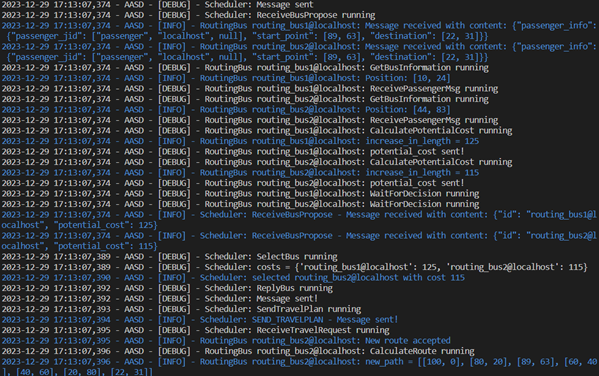 2023-12-29 17:13:07,374 - AASD - [DEBUG] - Scheduler: Message sent
2023-12-29 17:13:07,374 - AASD - [DEBUG] - Scheduler: ReceiveBusPropose running
2023-12-29 17:13:07,374 - AASD - [INFO] - RoutingBus routing_bus1@localhost: Message received with content: {"passenger_info":
 {"passenger_jid": ["passenger", "localhost", null], "start_point": [89, 63], "destination": [22, 31]}}
2023-12-29 17:13:07,374 - AASD - [INFO] - RoutingBus routing_bus2@localhost: Message received with content: {"passenger_info":
 {"passenger_jid": ["passenger", "localhost", null], "start_point": [89, 63], "destination": [22, 31]}}
2023-12-29 17:13:07,374 - AASD - [DEBUG] - RoutingBus routing_bus1@localhost: GetBusInformation running
2023-12-29 17:13:07,374 - AASD - [INFO] - RoutingBus routing_bus1@localhost: Position: [10, 24]
2023-12-29 17:13:07,374 - AASD - [DEBUG] - RoutingBus routing_bus1@localhost: ReceivePassengerMsg running
2023-12-29 17:13:07,374 - AASD - [DEBUG] - RoutingBus routing_bus2@localhost: GetBusInformation running
2023-12-29 17:13:07,374 - AASD - [INFO] - RoutingBus routing_bus2@localhost: Position: [44, 83]
2023-12-29 17:13:07,374 - AASD - [DEBUG] - RoutingBus routing_bus2@localhost: ReceivePassengerMsg running
2023-12-29 17:13:07,374 - AASD - [DEBUG] - RoutingBus routing_bus1@localhost: CalculatePotentialCost running
2023-12-29 17:13:07,374 - AASD - [INFO] - RoutingBus routing_bus1@localhost: increase_in_length = 125
2023-12-29 17:13:07,374 - AASD - [DEBUG] - RoutingBus routing_bus1@localhost: potential_cost sent!
2023-12-29 17:13:07,374 - AASD - [DEBUG] - RoutingBus routing_bus2@localhost: CalculatePotentialCost running
2023-12-29 17:13:07,374 - AASD - [INFO] - RoutingBus routing_bus2@localhost: increase_in_length = 115
2023-12-29 17:13:07,374 - AASD - [DEBUG] - RoutingBus routing_bus2@localhost: potential_cost sent!
2023-12-29 17:13:07,374 - AASD - [DEBUG] - RoutingBus routing_bus1@localhost: WaitForDecision running
2023-12-29 17:13:07,374 - AASD - [DEBUG] - RoutingBus routing_bus2@localhost: WaitForDecision running
2023-12-29 17:13:07,374 - AASD - [INFO] - Scheduler: ReceiveBusPropose - Message received with content: {"id": "routing_bus1@l
ocalhost", "potential_cost": 125}
2023-12-29 17:13:07,374 - AASD - [INFO] - Scheduler: ReceiveBusPropose - Message received with content: {"id": "routing_bus2@l
ocalhost", "potential_cost": 115}
2023-12-29 17:13:07,389 - AASD - [DEBUG] - Scheduler: SelectBus running
2023-12-29 17:13:07,389 - AASD - [DEBUG] - Scheduler: costs = {'routing_bus1@localhost': 125, 'routing_bus2@localhost': 115}
2023-12-29 17:13:07,390 - AASD - [INFO] - Scheduler: selected routing_bus2@localhost with cost 115
2023-12-29 17:13:07,392 - AASD - [DEBUG] - Scheduler: ReplyBus running
2023-12-29 17:13:07,392 - AASD - [DEBUG] - Scheduler: Message sent!
2023-12-29 17:13:07,394 - AASD - [DEBUG] - Scheduler: SendTravelPlan running
2023-12-29 17:13:07,394 - AASD - [INFO] - Scheduler: SEND TRAVELPLAN - Message sent!
2023-12-29 17:13:07,395 - AASD - [DEBUG] - Scheduler: ReceiveTravelRequest running
2023-12-29 17:13:07,395 - AASD - [INFO] - RoutingBus routing_bus2@localhost: New route accepted
2023-12-29 17:13:07,396 - AASD - [DEBUG] - RoutingBus routing_bus2@localhost: CalculateRoute running
2023-12-29 17:13:07,396 - AASD - [INFO] - RoutingBus routing_bus2@localhost: new_path = [[100, 0], [80, 20], [89, 63], [60, 40
], [40, 60], [20, 80], [22, 31]]